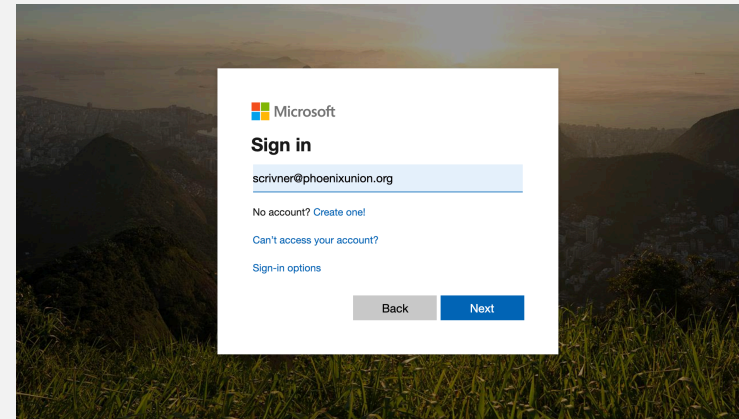 Microsoft
Sign in
scrivner@phoenixunion.org
No account? Create one!
Can't access your account?
Sign-in options
Back Next